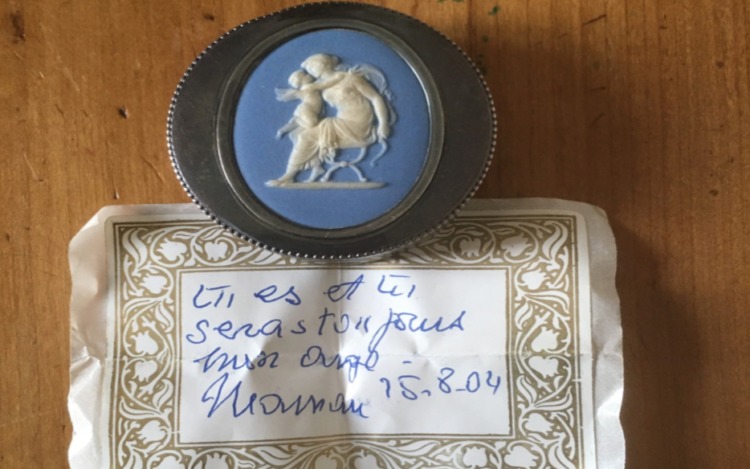 tu es et tu
seras toujours
mon ange -
Maman 15.8.04